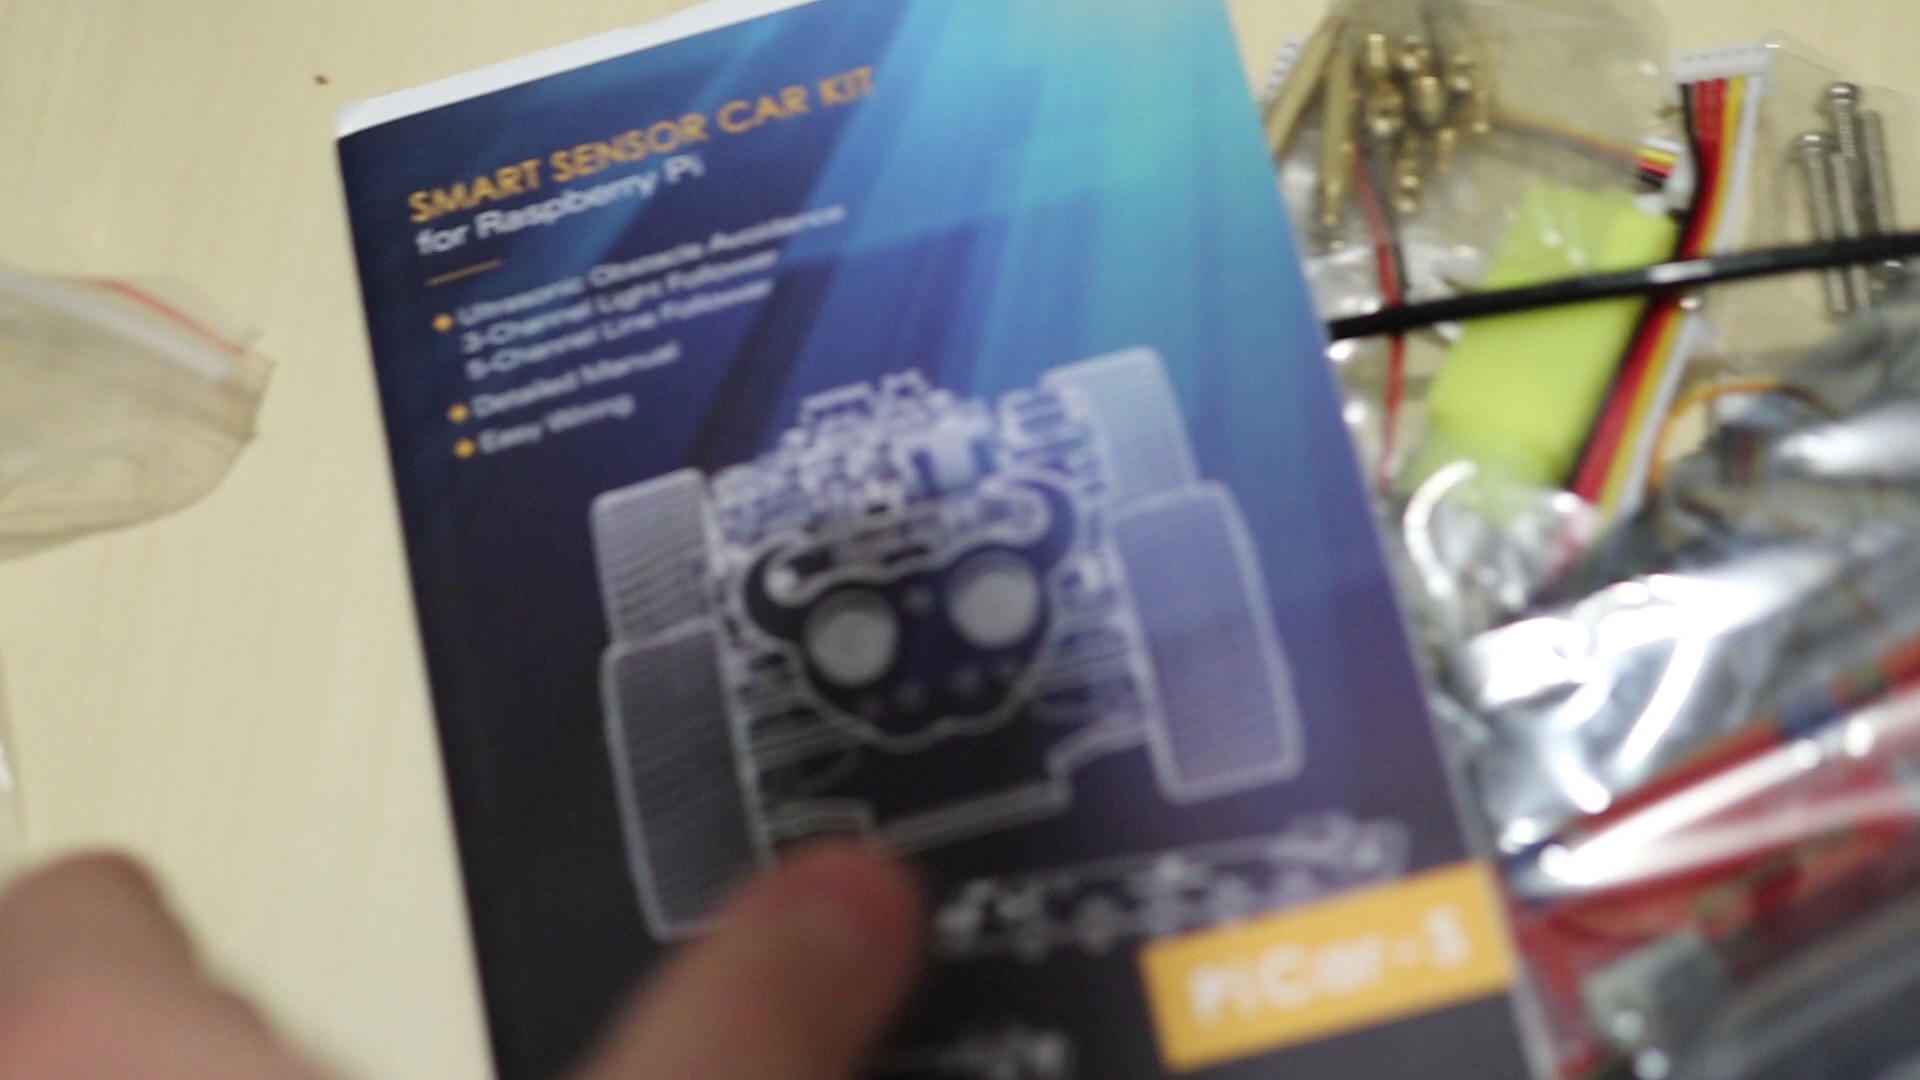 SMART SENSOR CAR KIT
for Raspberry Pi
Ultrasonic Obstacle Avoidance
3-Channel Light Follower
5-Channel Line Follower
Detailed Manual
Easy Wiring
PiCar-S